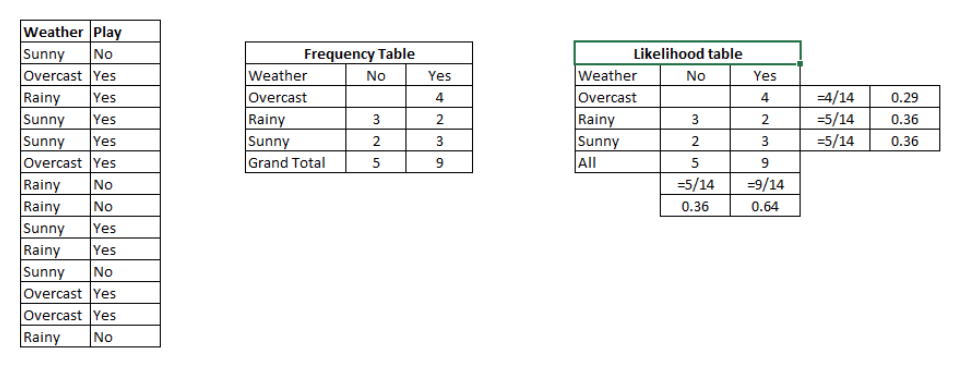 Weather Play
Sunny No
Overcast Yes
Rainy Yes
Sunny Yes
Sunny Yes
Overcast Yes
Rainy No
Rainy No
Sunny Yes
Rainy Yes
Sunny No
Overcast Yes
Overcast Yes
Rainy No
Frequency Table
Weather No Yes
Overcast 4
Rainy 3 2
Sunny 2 3
Grand Total 5 9
Likelihood table
Weather No Yes
Overcast 4 =4/14 0.29
Rainy 3 2 =5/14 0.36
Sunny 2 3 =5/14 0.36
All 5 9
=5/14 =9/14
0.36 0.64